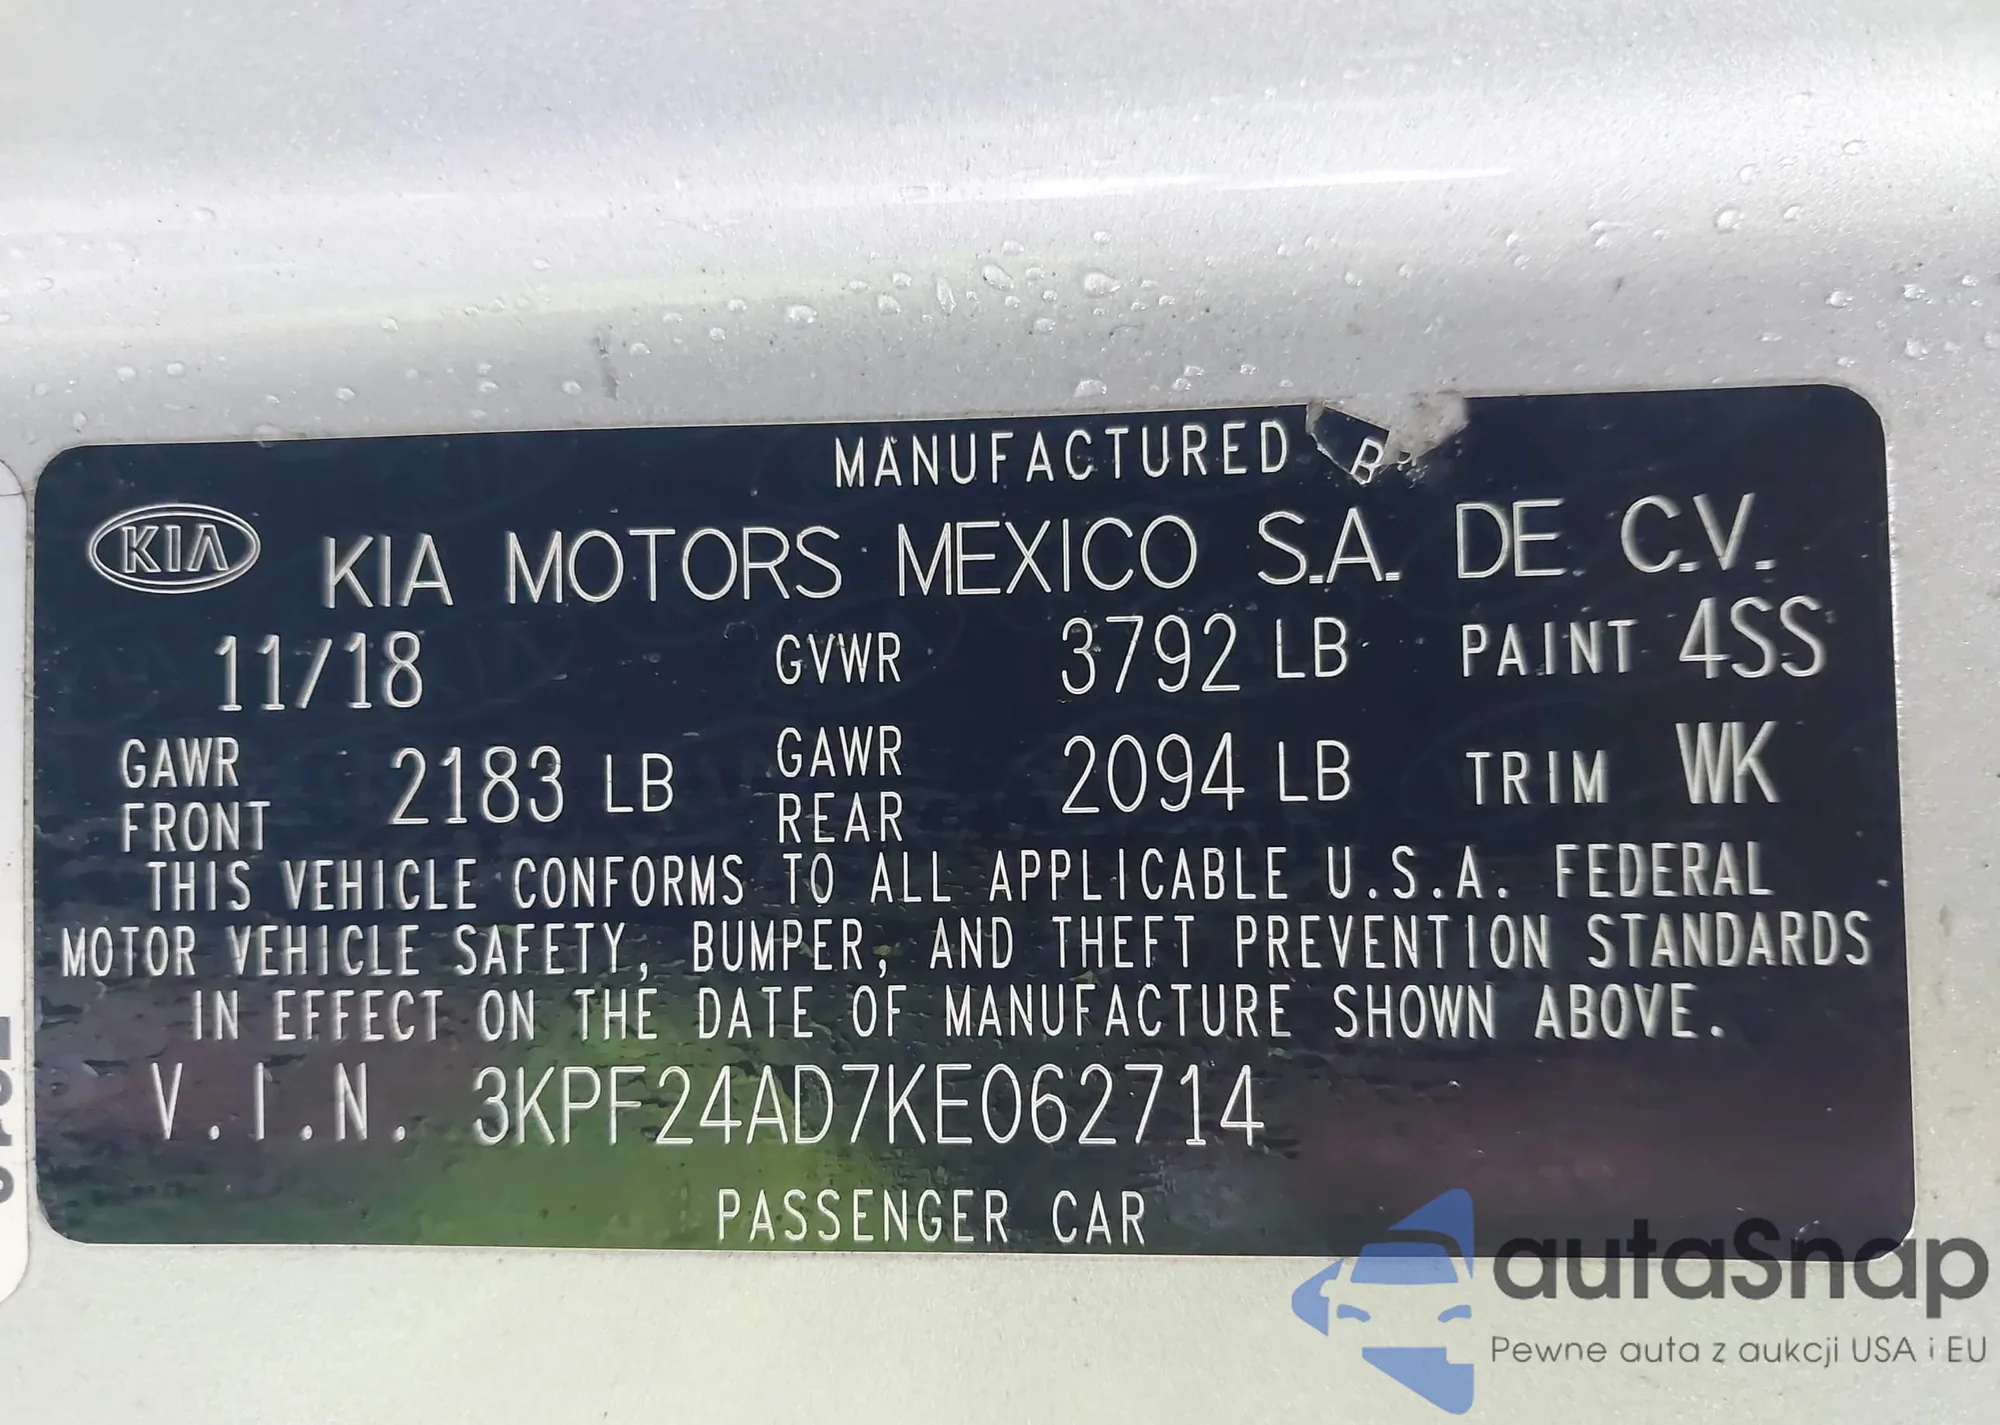 MANUFACTURED BY
KIA KIA MOTORS MEXICO S.A. DE C.V.
11/18 GVWR 3792 LB PAINT 4SS
GAWR FRONT 2183 LB GAWR REAR 2094 LB TRIM WK
THIS VEHICLE CONFORMS TO ALL APPLICABLE U.S.A. FEDERAL
MOTOR VEHICLE SAFETY, BUMPER, AND THEFT PREVENTION STANDARDS
IN EFFECT ON THE DATE OF MANUFACTURE SHOWN ABOVE.
V.I.N. 3KPF24AD7KE062714
PASSENGER CAR
autaSnap
Pewne auta z aukcji USA i EU